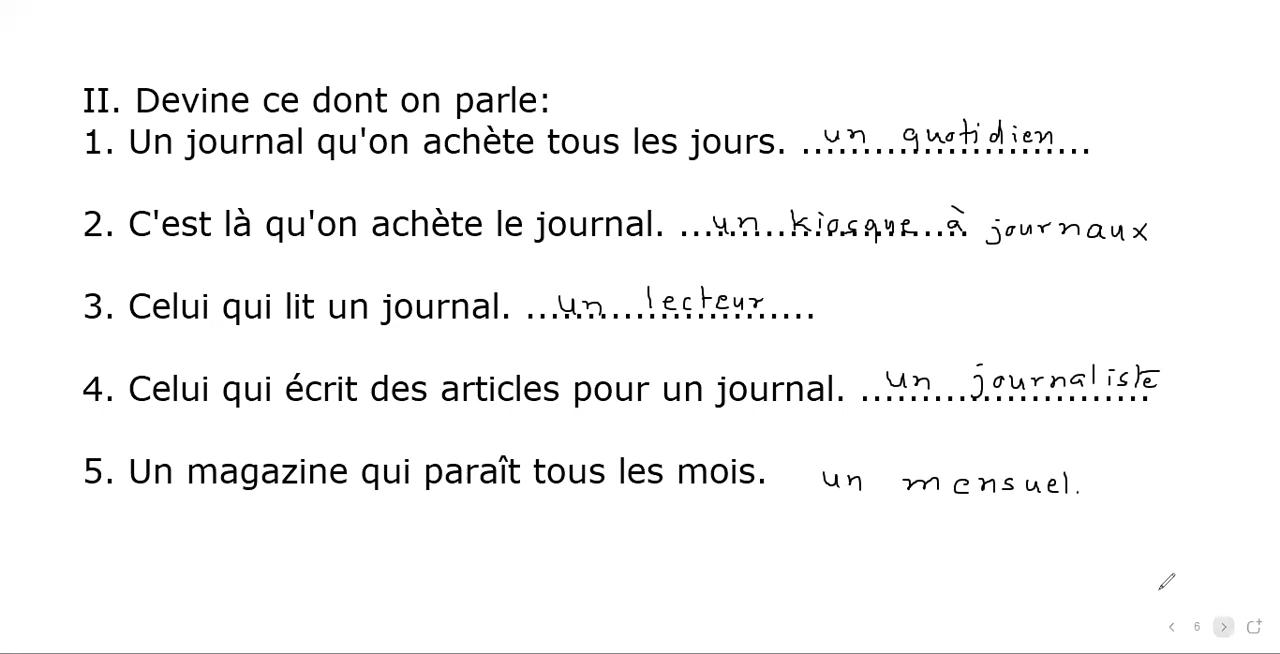 II. Devine ce dont on parle:
1. Un journal qu'on achète tous les jours. ...un quotidien...
2. C'est là qu'on achète le journal. ...un kiosque à journaux
3. Celui qui lit un journal. ...un lecteur...
4. Celui qui écrit des articles pour un journal. ...un journaliste
5. Un magazine qui paraît tous les mois. un mensuel.
6